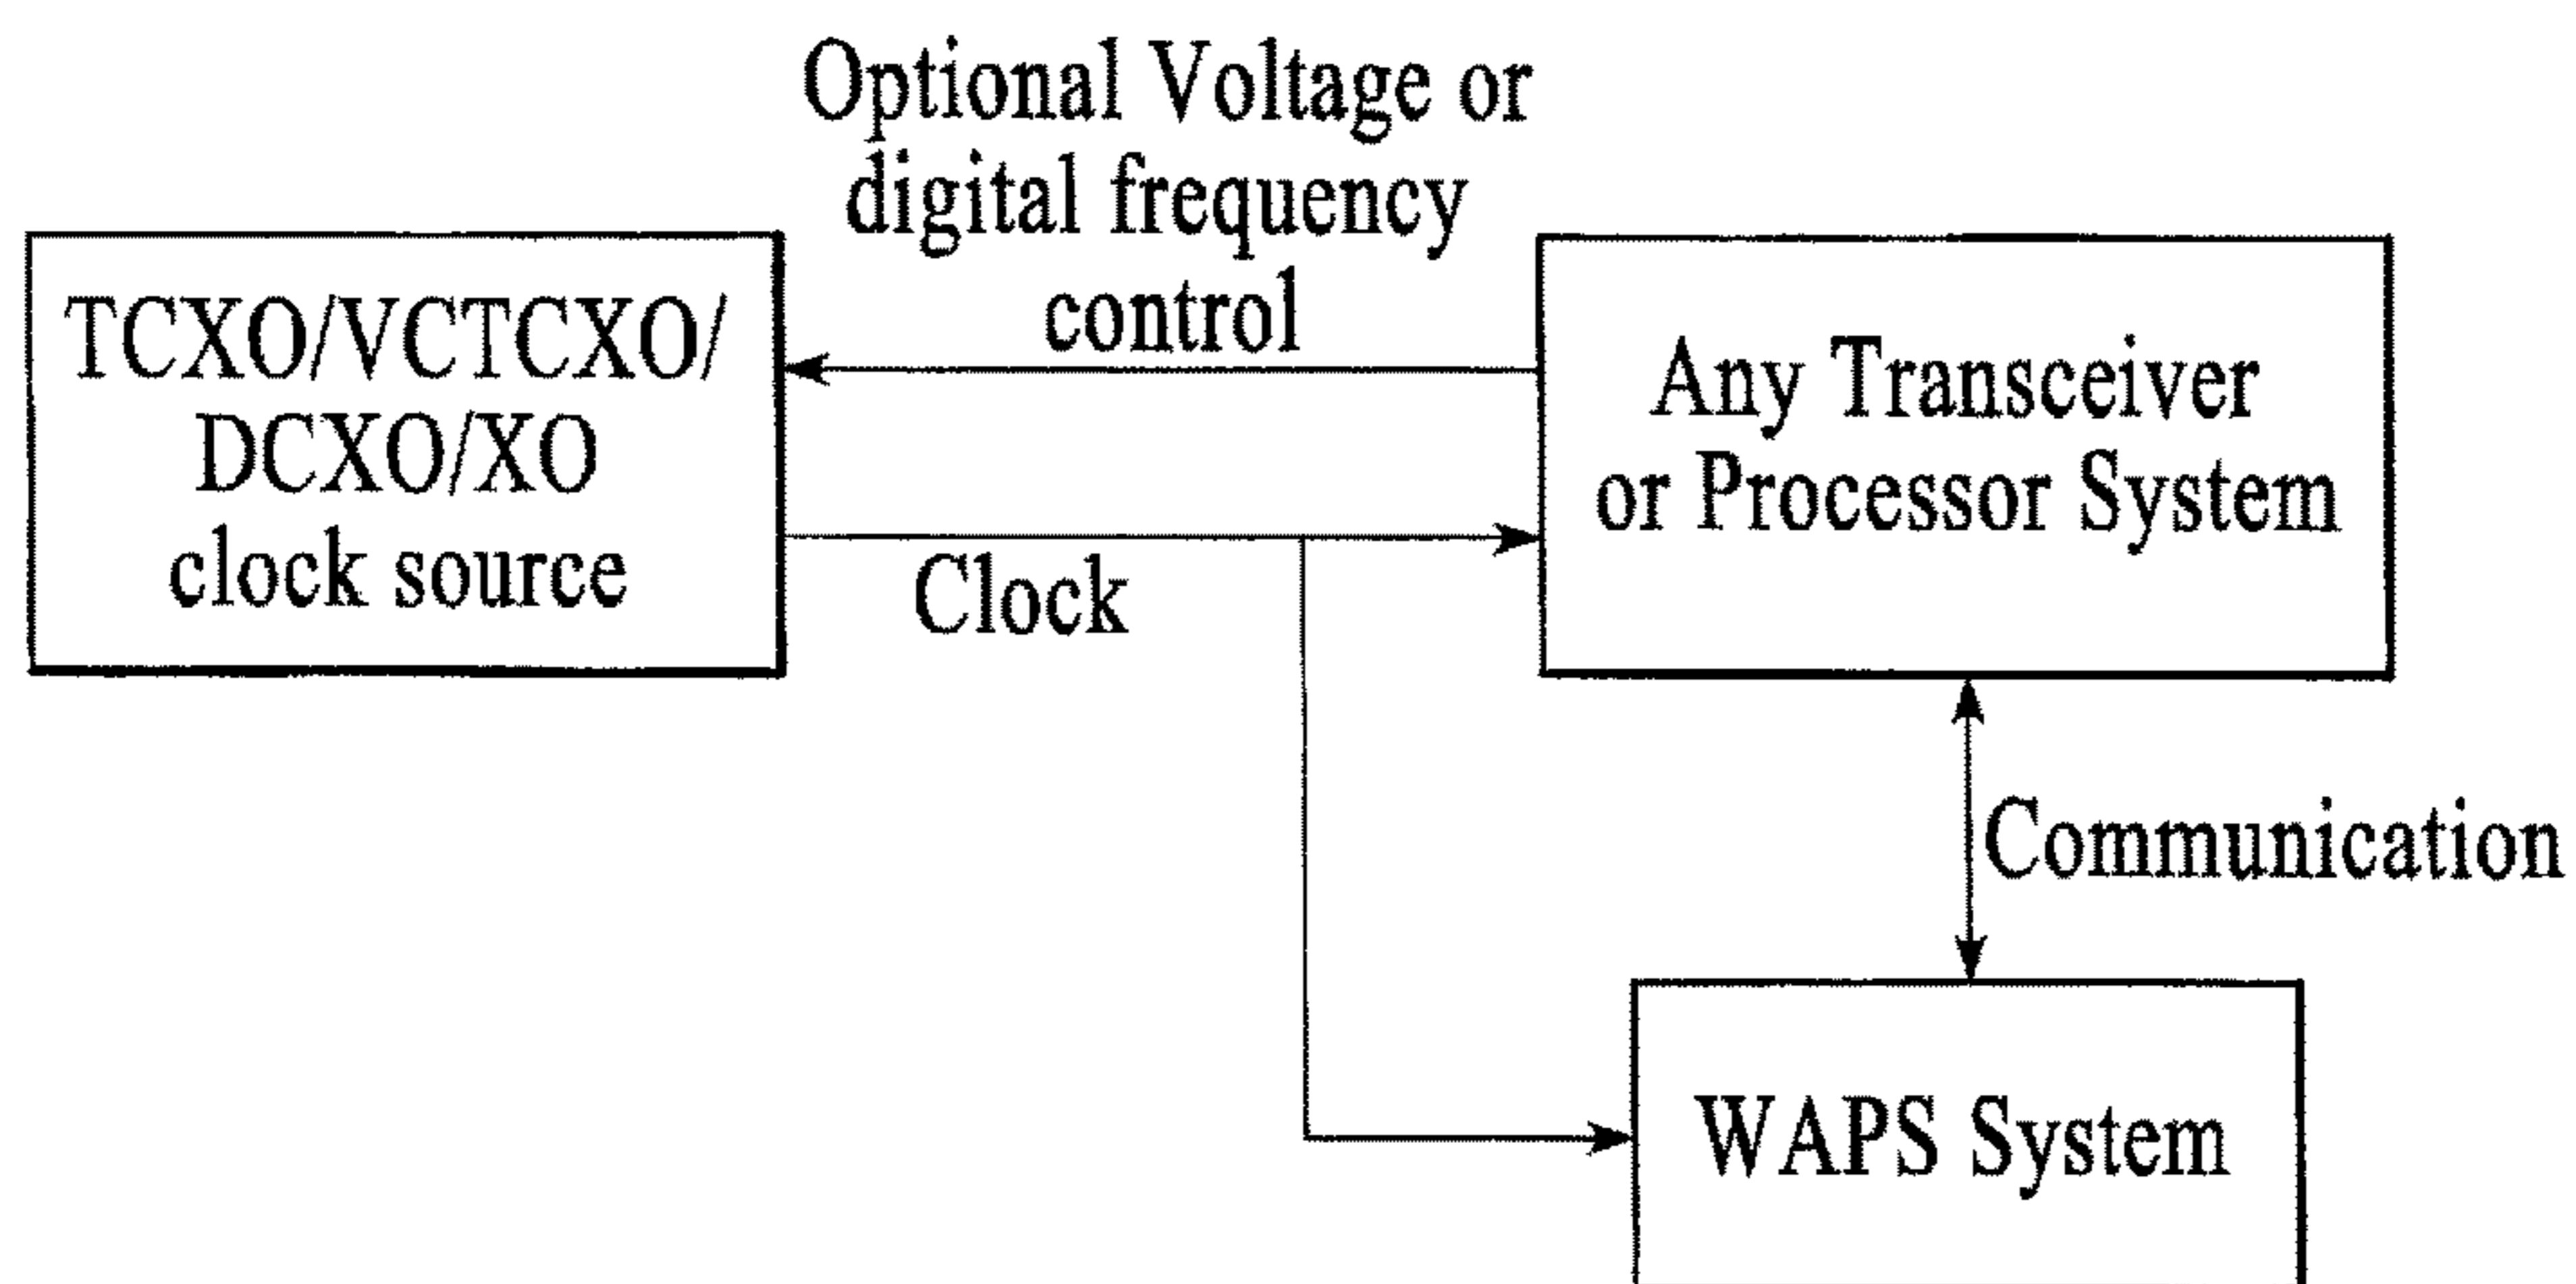 Optional Voltage or
digital frequency
control
TCXO/VCTCXO/
DCXO/XO
clock source
Any Transceiver
or Processor System
Clock
Communication
WAPS System